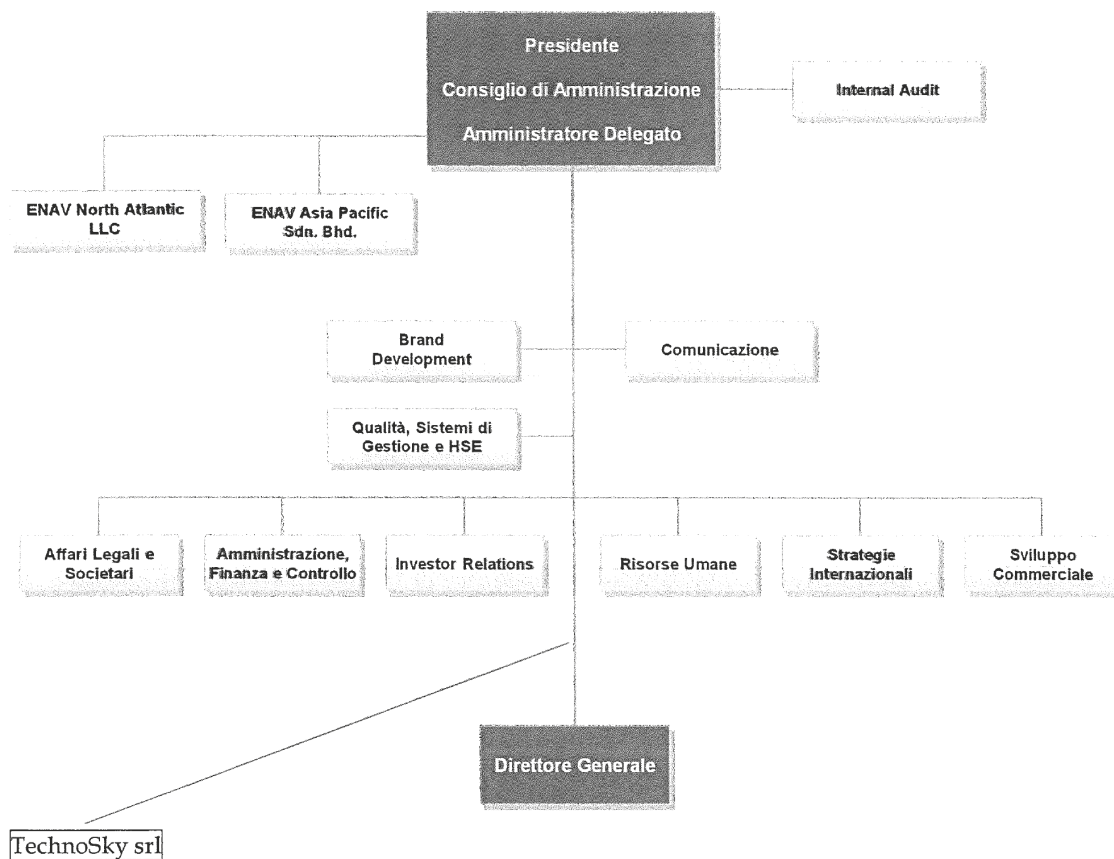 Presidente
Consiglio di Amministrazione
Amministratore Delegato
Internal Audit
ENAV North Atlantic
LLC
ENAV Asia Pacific
Sdn. Bhd.
Brand
Development
Comunicazione
Qualità, Sistemi di
Gestione e HSE
Affari Legali e
Societari
Amministrazione,
Finanza e Controllo
Investor Relations
Risorse Umane
Strategie
Internazionali
Sviluppo
Commerciale
Direttore Generale
TechnoSky srl